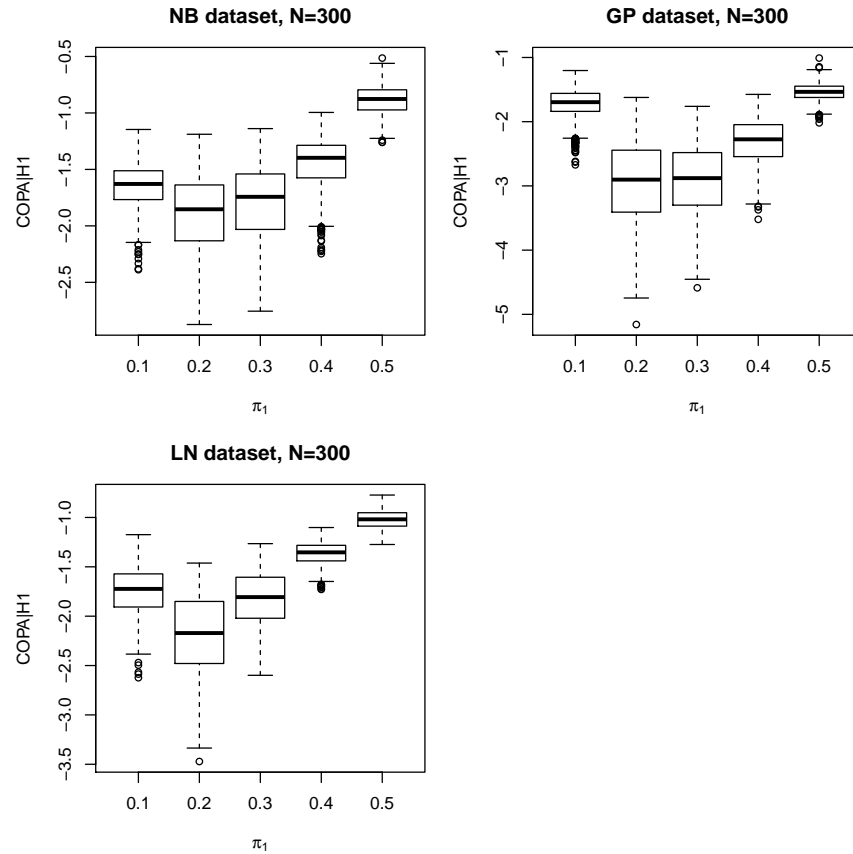 NB dataset, N=300
COPA|H1
−0.5
−1.0
−1.5
−2.0
−2.5
0.1 0.2 0.3 0.4 0.5
π₁
GP dataset, N=300
COPA|H1
−1
−2
−3
−4
−5
0.1 0.2 0.3 0.4 0.5
π₁
LN dataset, N=300
COPA|H1
−1.0
−1.5
−2.0
−2.5
−3.0
−3.5
0.1 0.2 0.3 0.4 0.5
π₁